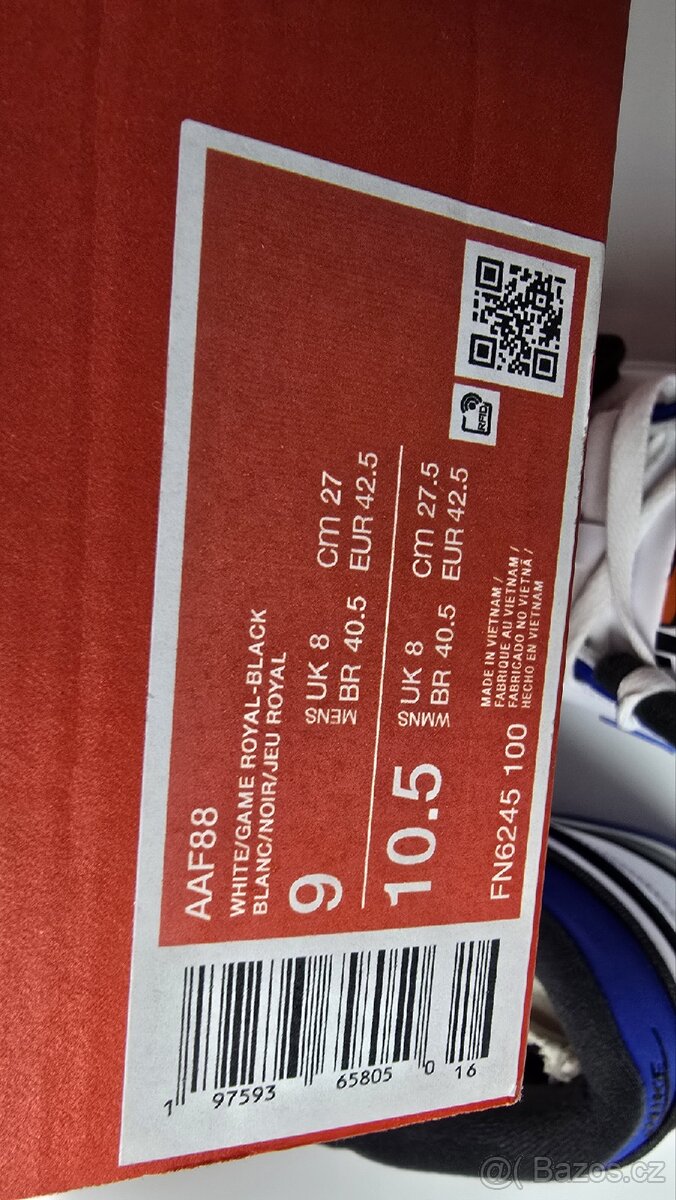 AAF88
WHITE/GAME ROYAL-BLACK
BLANC/NOIR/JEU ROYAL
9
MENS
UK 8
cm 27
BR 40.5
EUR 42.5
10.5
WMNS
UK 8
cm 27.5
BR 40.5
EUR 42.5
FN6245 100
MADE IN VIETNAM /
FABRIQUE AU VIETNAM /
FABRICADO NO VIETNÃ /
HECHO EN VIETNAM
RFID
1 97593 65805 0 16
NIKE
@( Bazos.cz